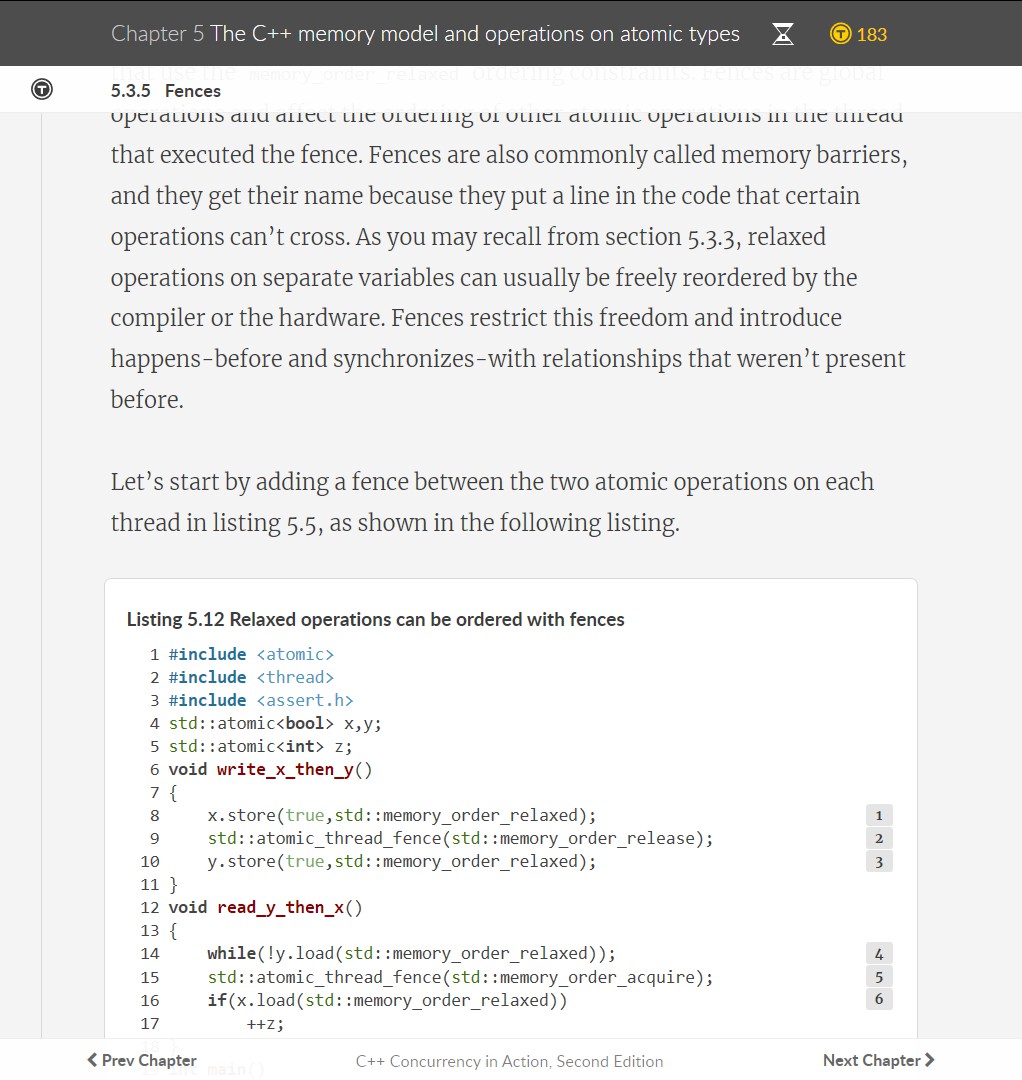 Chapter 5 The C++ memory model and operations on atomic types
183
that use the memory_order_relaxed ordering constraints. Fences are global
5.3.5 Fences
operations and affect the ordering of other atomic operations in the thread
that executed the fence. Fences are also commonly called memory barriers,
and they get their name because they put a line in the code that certain
operations can’t cross. As you may recall from section 5.3.3, relaxed
operations on separate variables can usually be freely reordered by the
compiler or the hardware. Fences restrict this freedom and introduce
happens-before and synchronizes-with relationships that weren’t present
before.
Let’s start by adding a fence between the two atomic operations on each
thread in listing 5.5, as shown in the following listing.
Listing 5.12 Relaxed operations can be ordered with fences
1 #include <atomic>
2 #include <thread>
3 #include <assert.h>
4 std::atomic<bool> x,y;
5 std::atomic<int> z;
6 void write_x_then_y()
7 {
8 x.store(true,std::memory_order_relaxed); 1
9 std::atomic_thread_fence(std::memory_order_release); 2
10 y.store(true,std::memory_order_relaxed); 3
11 }
12 void read_y_then_x()
13 {
14 while(!y.load(std::memory_order_relaxed)); 4
15 std::atomic_thread_fence(std::memory_order_acquire); 5
16 if(x.load(std::memory_order_relaxed)) 6
17 ++z;
18 }
19 int main()
Prev Chapter
C++ Concurrency in Action, Second Edition
Next Chapter